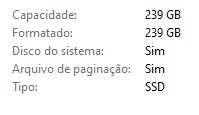 Capacidade: 239 GB
Formatado: 239 GB
Disco do sistema: Sim
Arquivo de paginação: Sim
Tipo: SSD